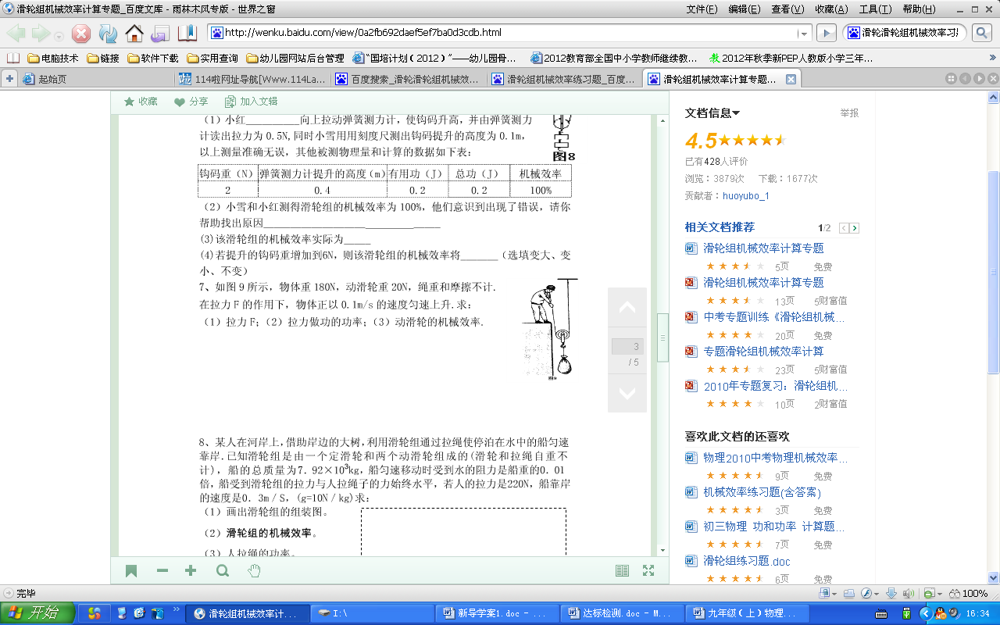 滑轮组机械效率计算专题_百度文库 - 雨林木风专版 - 世界之窗
文件(F) 编辑(E) 查看(V) 收藏(A) 工具(T) 帮助(H)
http://wenku.baidu.com/view/0a2fb692daef5ef7ba0d3cdb.html
滑轮滑轮组机械效率习
电脑技术 链接 软件下载 实用查询 幼儿园网站后台管理 “国培计划（2012）”——幼儿园骨... 2012教育部全国中小学教师继续教... 2012年秋季新PEP人教版小学三年...
起始页 114啦网址导航[Www.114La... 百度搜索_滑轮滑轮组机械效... 滑轮组机械效率练习题_百度... 滑轮组机械效率计算专题...
收藏 分享 加入文辑
（1）小红__________向上拉动弹簧测力计，使钩码升高，并由弹簧测力
计读出拉力为 0.5N,同时小雪用用刻度尺测出钩码提升的高度为 0.1m,
以上测量准确无误，其他被测物理量和计算的数据如下表：
图8
钩码重（N） 弹簧测力计提升的高度（m） 有用功（J） 总功（J） 机械效率
2 0.4 0.2 0.2 100%
（2）小雪和小红测得滑轮组的机械效率为 100%，他们意识到出现了错误，请你
帮助找出原因_________________________________
(3)该滑轮组的机械效率实际为_____
(4)若提升的钩码重增加到6N，则该滑轮组的机械效率将_______（选填变大、变
小、不变）
7、如图 9 所示，物体重 180N，动滑轮重 20N，绳重和摩擦不计.
在拉力 F 的作用下，物体正以 0.1m/s 的速度匀速上升.求：
（1）拉力 F；（2）拉力做功的功率；（3）动滑轮的机械效率.
图9
3
/ 5
8、某人在河岸上，借助岸边的大树，利用滑轮组通过拉绳使停泊在水中的船匀速
靠岸.已知滑轮组是由一个定滑轮和两个动滑轮组成的(滑轮和拉绳自重不
计)，船的总质量为7．92×10³kg，船匀速移动时受到水的阻力是船重的0．01
倍，船受到滑轮组的拉力与人拉绳子的力始终水平，若人的拉力是220N，船靠岸
的速度是0．3m／S，(g=10N／kg)求：
（1）画出滑轮组的组装图。
（2）滑轮组的机械效率。
（3）人拉绳的功率。
文档信息 举报
4.5
已有428人评价
浏览：3879次 下载：1677次
贡献者：huoyubo_1
相关文档推荐 1/2
滑轮组机械效率计算专题
5页 免费
滑轮组机械效率计算专题
13页 5财富值
中考专题训练《滑轮组机械...
20页 免费
专题滑轮组机械效率计算
23页 5财富值
2010年专题复习：滑轮组机...
10页 2财富值
喜欢此文档的还喜欢
物理2010中考物理机械效率...
9页 免费
机械效率练习题(含答案)
3页 免费
初三物理 功和功率 计算题...
7页 免费
滑轮组练习题.doc
6页 免费
完毕 100%
开始 滑轮组机械效率计... I:\ 新导学案1.doc - ... 达标检测.doc - M... 九年级（上）物理... 16:34